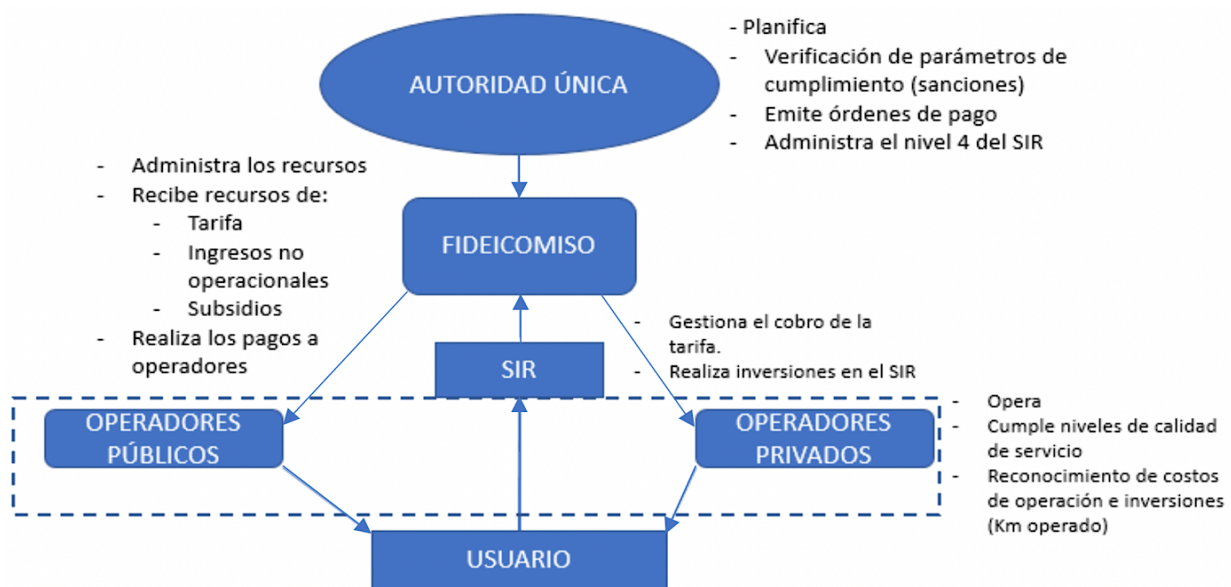 AUTORIDAD ÚNICA
- Planifica
- Verificación de parámetros de
cumplimiento (sanciones)
- Emite órdenes de pago
- Administra el nivel 4 del SIR
- Administra los recursos
- Recibe recursos de:
- Tarifa
- Ingresos no
operacionales
- Subsidios
- Realiza los pagos a
operadores
FIDEICOMISO
- Gestiona el cobro de la
tarifa.
- Realiza inversiones en el SIR
SIR
OPERADORES
PÚBLICOS
OPERADORES
PRIVADOS
- Opera
- Cumple niveles de calidad
de servicio
- Reconocimiento de costos
de operación e inversiones
(Km operado)
USUARIO